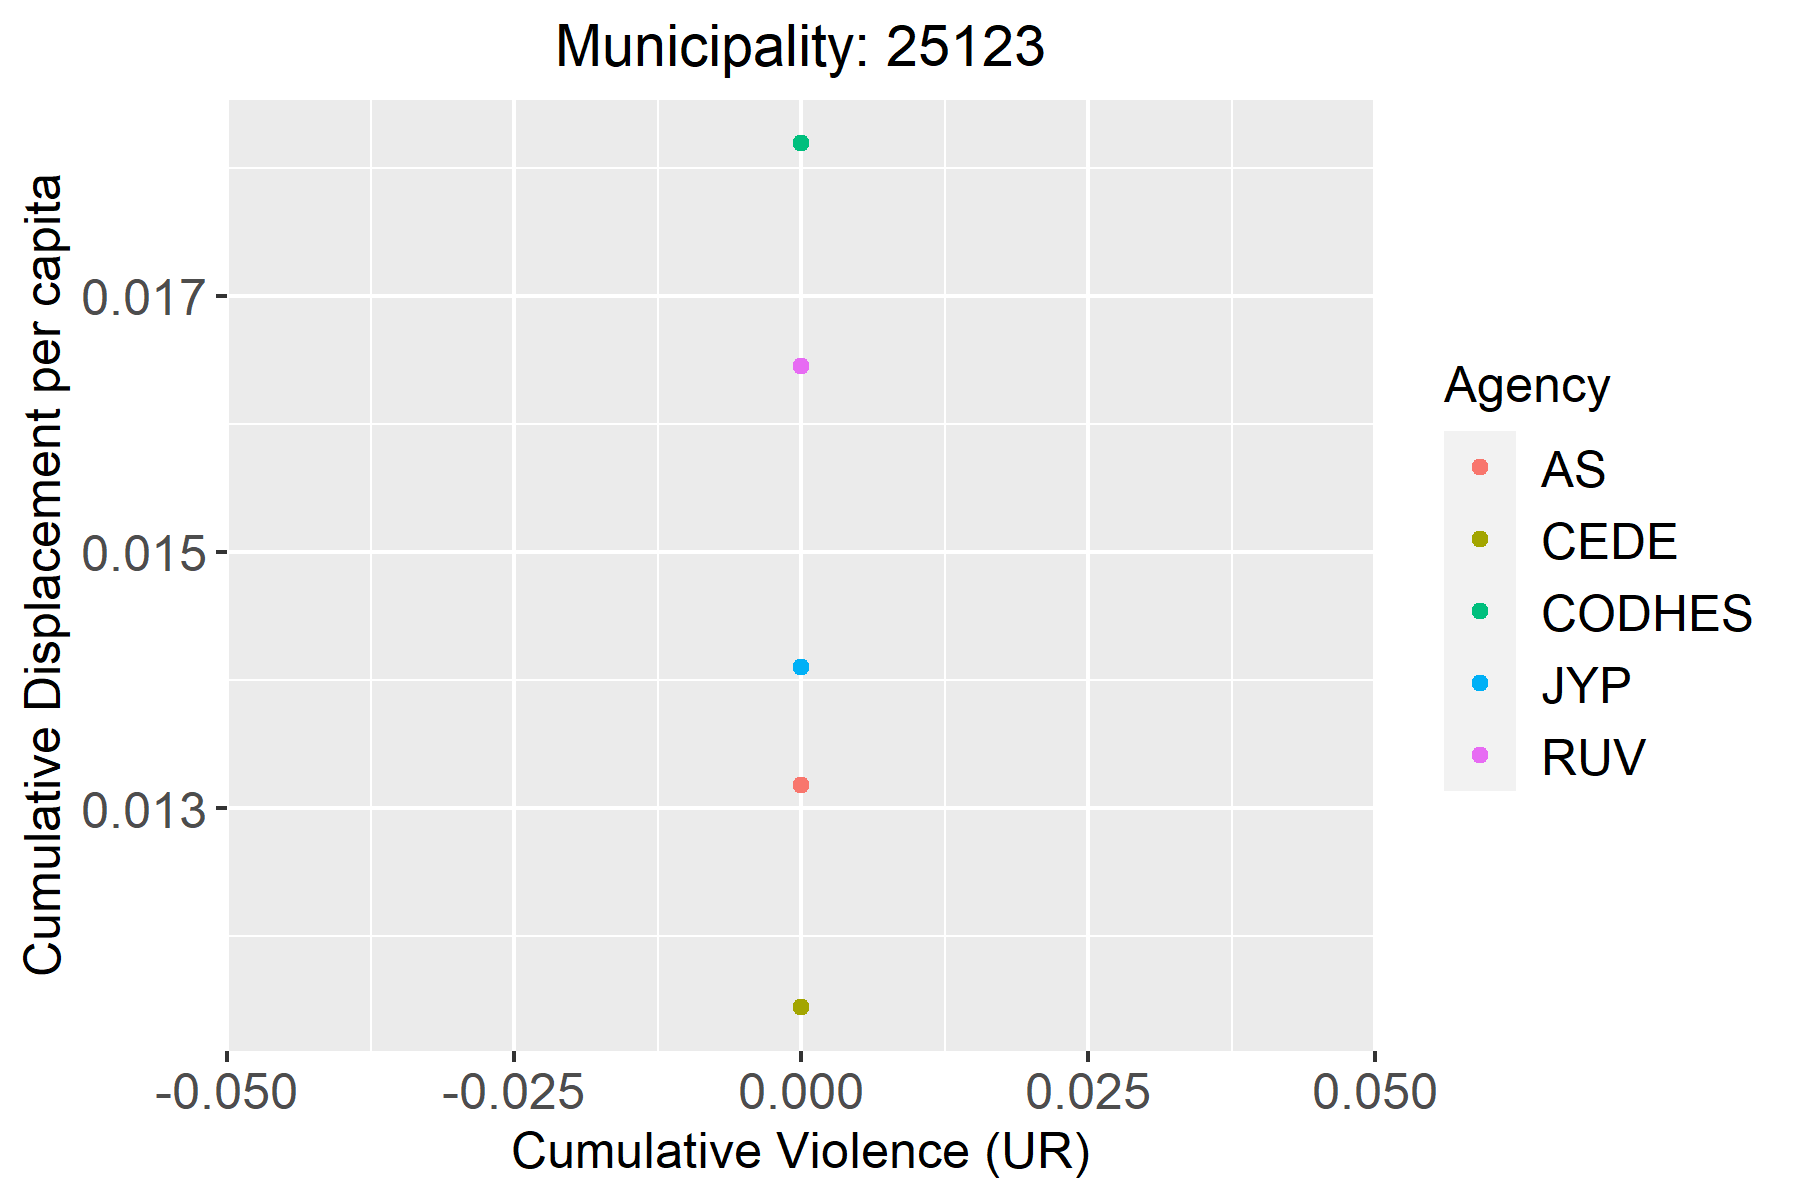 Municipality: 25123
Cumulative Displacement per capita
0.017
0.015
0.013
-0.050
-0.025
0.000
0.025
0.050
Cumulative Violence (UR)
Agency
AS
CEDE
CODHES
JYP
RUV